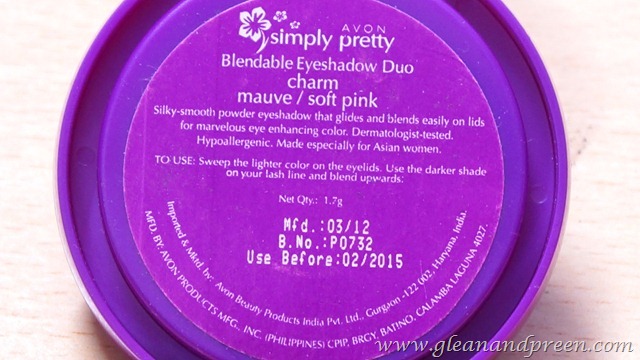 AVON
simply pretty
Blendable Eyeshadow Duo
charm
mauve / soft pink
Silky-smooth powder eyeshadow that glides and blends easily on lids
for marvelous eye enhancing color. Dermatologist-tested.
Hypoallergenic. Made especially for Asian women.
TO USE: Sweep the lighter color on the eyelids. Use the darker shade
on your lash line and blend upwards:
Net Qty.: 1.7g
Mfd.:03/12
B.No.:P0732
Use Before:02/2015
Imported & Mktd. by: Avon Beauty Products India Pvt. Ltd., Gurgaon -122 002, Haryana, India.
MFD. BY: AVON PRODUCTS MFG., INC. (PHILIPPINES) CPIP, BRGY. BATINO, CALAMBA LAGUNA 4027.
www.gleanandpreen.com